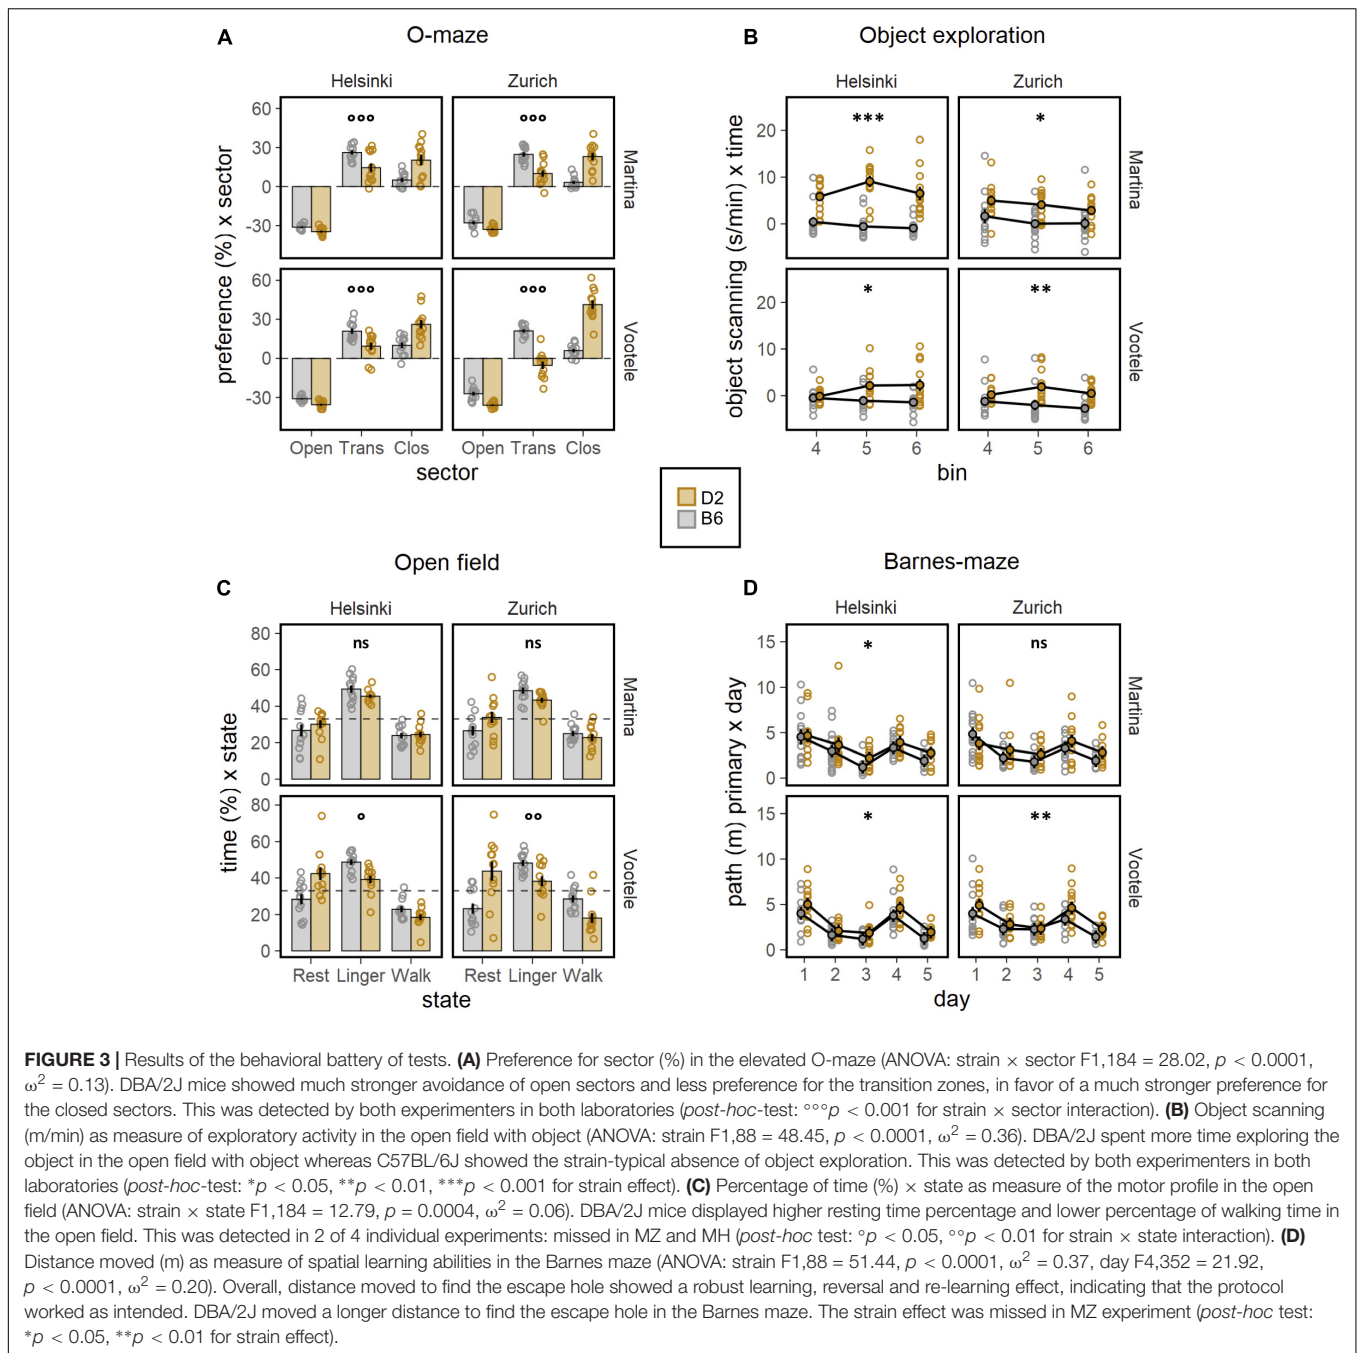 A
O-maze
Helsinki
Zurich
60
30
0
-30
60
30
0
-30
°°°
°°°
°°°
°°°
Martina
Vootele
preference (%) x sector
Open Trans Clos
Open Trans Clos
sector
B
Object exploration
Helsinki
Zurich
20
10
0
20
10
0
***
*
*
**
Martina
Vootele
object scanning (s/min) x time
4 5 6
4 5 6
bin
D2
B6
C
Open field
Helsinki
Zurich
80
60
40
20
0
80
60
40
20
0
ns
ns
°
°°
Martina
Vootele
time (%) x state
Rest Linger Walk
Rest Linger Walk
state
D
Barnes-maze
Helsinki
Zurich
15
10
5
0
15
10
5
0
*
ns
*
**
Martina
Vootele
path (m) primary x day
1 2 3 4 5
1 2 3 4 5
day
FIGURE 3 | Results of the behavioral battery of tests. (A) Preference for sector (%) in the elevated O-maze (ANOVA: strain × sector F1,184 = 28.02, p < 0.0001,
ω² = 0.13). DBA/2J mice showed much stronger avoidance of open sectors and less preference for the transition zones, in favor of a much stronger preference for
the closed sectors. This was detected by both experimenters in both laboratories (post-hoc-test: °°°p < 0.001 for strain × sector interaction). (B) Object scanning
(m/min) as measure of exploratory activity in the open field with object (ANOVA: strain F1,88 = 48.45, p < 0.0001, ω² = 0.36). DBA/2J spent more time exploring the
object in the open field with object whereas C57BL/6J showed the strain-typical absence of object exploration. This was detected by both experimenters in both
laboratories (post-hoc-test: *p < 0.05, **p < 0.01, ***p < 0.001 for strain effect). (C) Percentage of time (%) × state as measure of the motor profile in the open
field (ANOVA: strain × state F1,184 = 12.79, p = 0.0004, ω² = 0.06). DBA/2J mice displayed higher resting time percentage and lower percentage of walking time in
the open field. This was detected in 2 of 4 individual experiments: missed in MZ and MH (post-hoc test: °p < 0.05, °°p < 0.01 for strain × state interaction). (D)
Distance moved (m) as measure of spatial learning abilities in the Barnes maze (ANOVA: strain F1,88 = 51.44, p < 0.0001, ω² = 0.37, day F4,352 = 21.92,
p < 0.0001, ω² = 0.20). Overall, distance moved to find the escape hole showed a robust learning, reversal and re-learning effect, indicating that the protocol
worked as intended. DBA/2J moved a longer distance to find the escape hole in the Barnes maze. The strain effect was missed in MZ experiment (post-hoc test:
*p < 0.05, **p < 0.01 for strain effect).